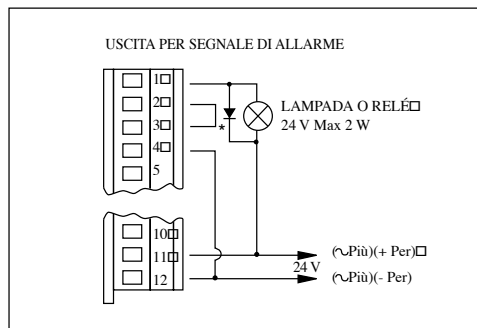 USCITA PER SEGNALE DI ALLARME
1□
2□
3□
4□
5
*
LAMPADA O RELÉ□
24 V Max 2 W
10□
11□
12
24 V
(∿Più)(+ Per)□
(∿Più)(- Per)